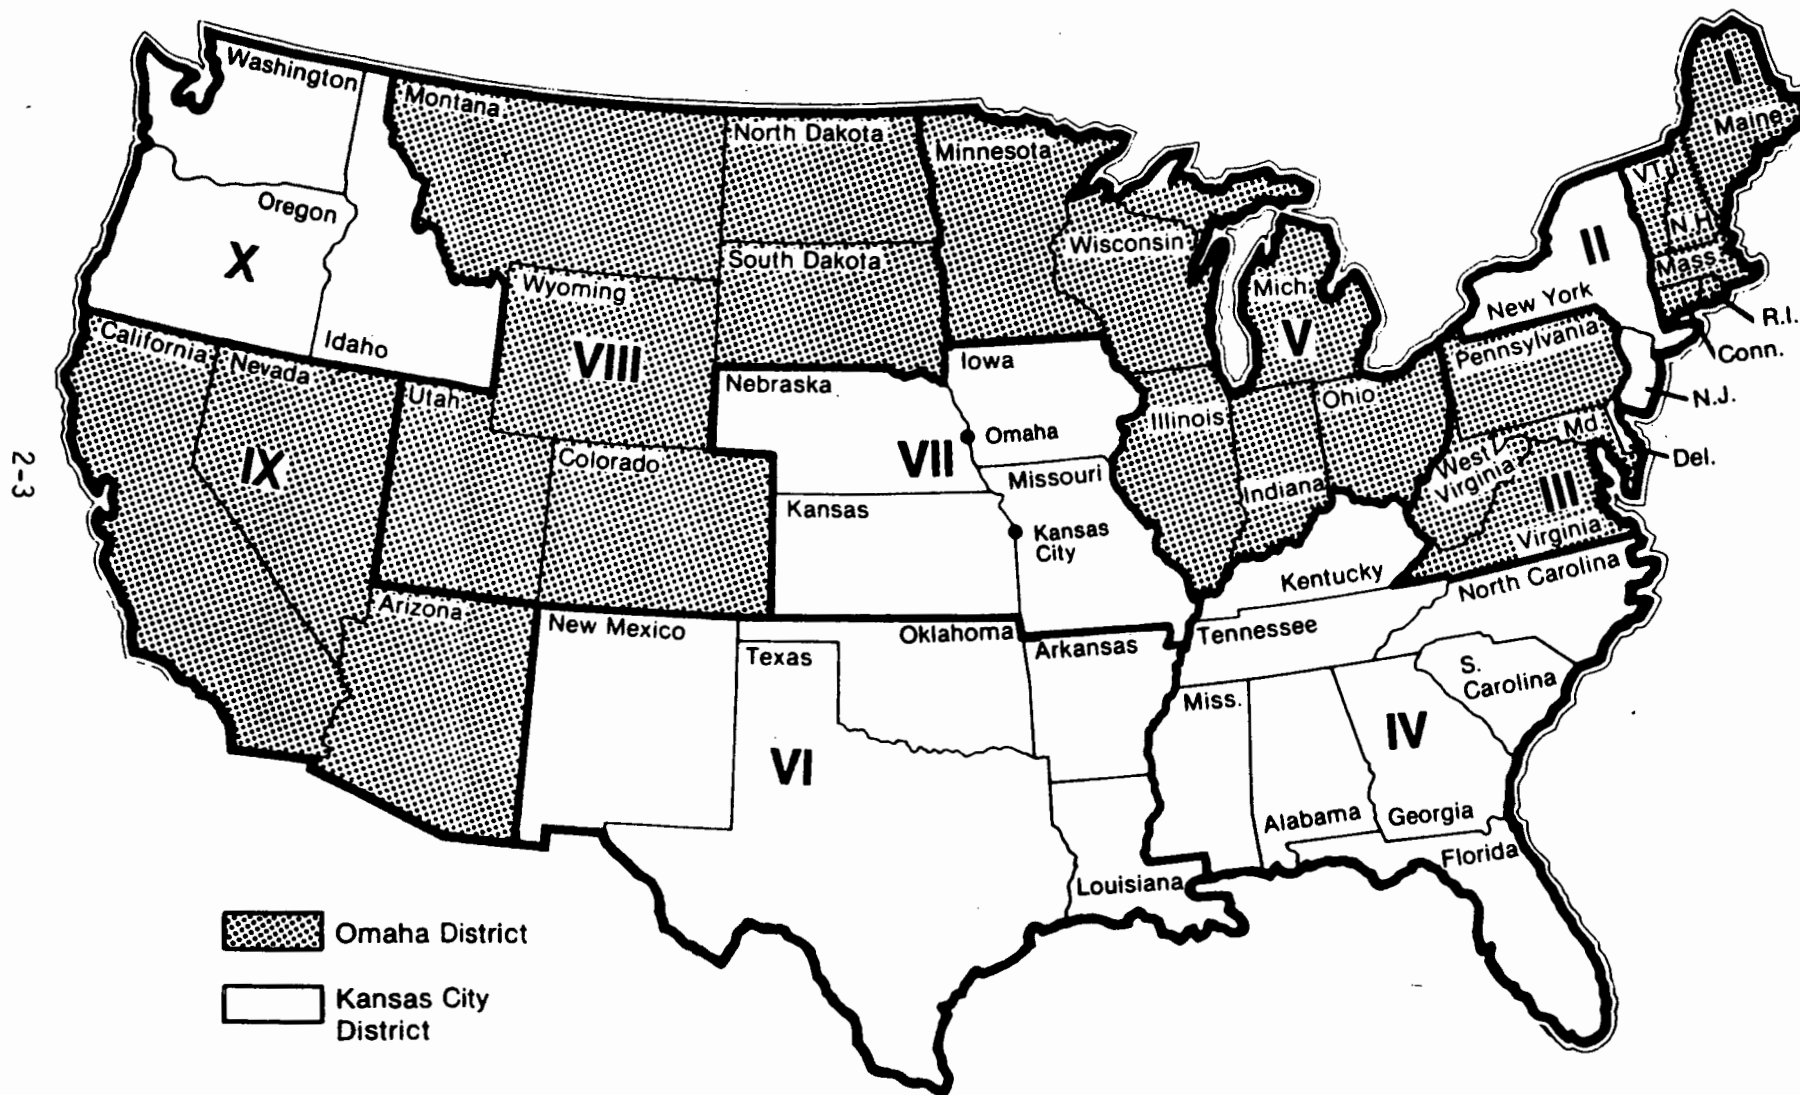 Washington
Montana
North Dakota
Minnesota
I
Maine
VT.
N.H.
Oregon
X
Idaho
Wyoming
VIII
South Dakota
Wisconsin
Mich.
V
II
New York
Mass.
R.I.
Conn.
N.J.
Del.
California
Nevada
IX
Utah
Colorado
Nebraska
VII
Iowa
Omaha
Illinois
Indiana
Ohio
Pennsylvania
Md.
West
Virginia
III
Virginia
Kansas
Missouri
Kansas
City
Kentucky
North Carolina
Arizona
New Mexico
Oklahoma
Texas
VI
Arkansas
Tennessee
S.
Carolina
Miss.
Alabama
IV
Georgia
Florida
Louisiana
Omaha District
Kansas City
District
2-3